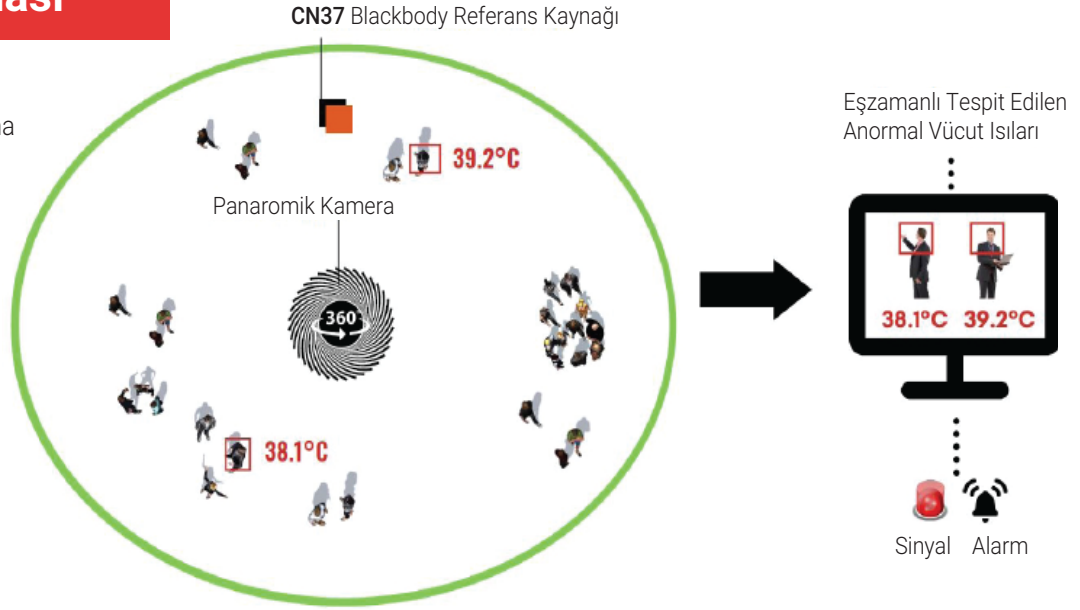 CN37 Blackbody Referans Kaynağı
39.2°C
Panaromik Kamera
360
38.1°C
Eşzamanlı Tespit Edilen
Anormal Vücut Isıları
38.1°C 39.2°C
Sinyal Alarm